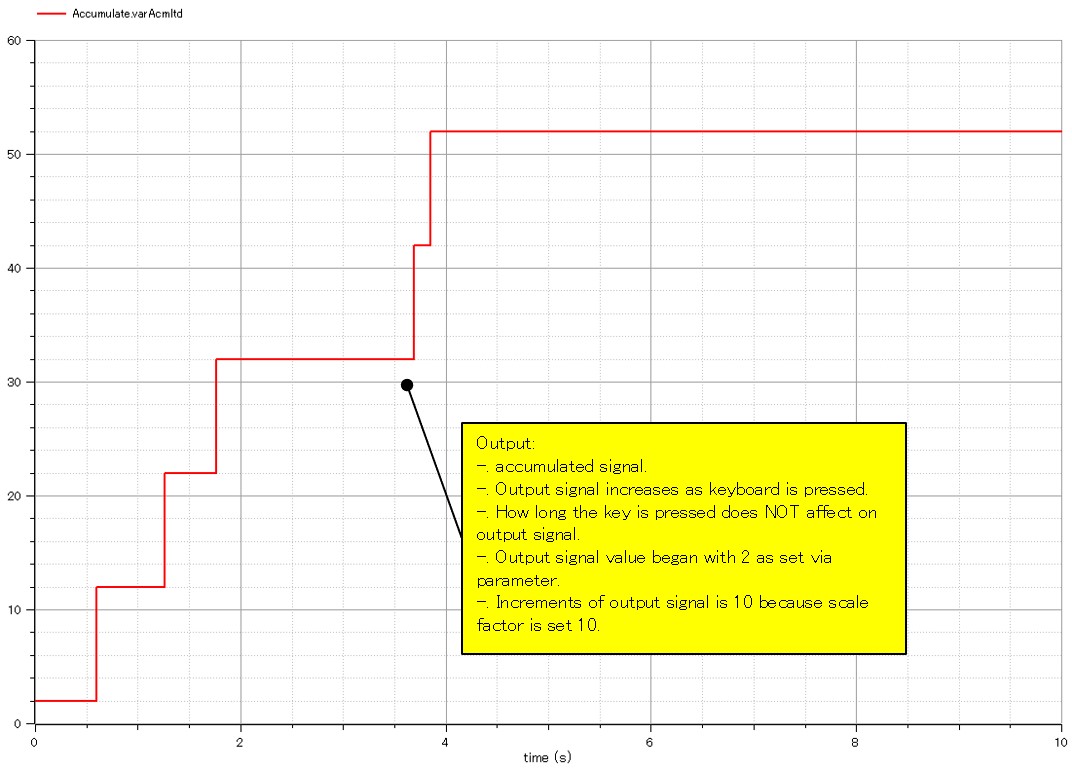 Accumulate.varAcmltd
60
50
40
30
20
10
0
Output:
-. accumulated signal.
-. Output signal increases as keyboard is pressed.
-. How long the key is pressed does NOT affect on
output signal.
-. Output signal value began with 2 as set via
parameter.
-. Increments of output signal is 10 because scale
factor is set 10.
0 2 4 6 8 10
time (s)